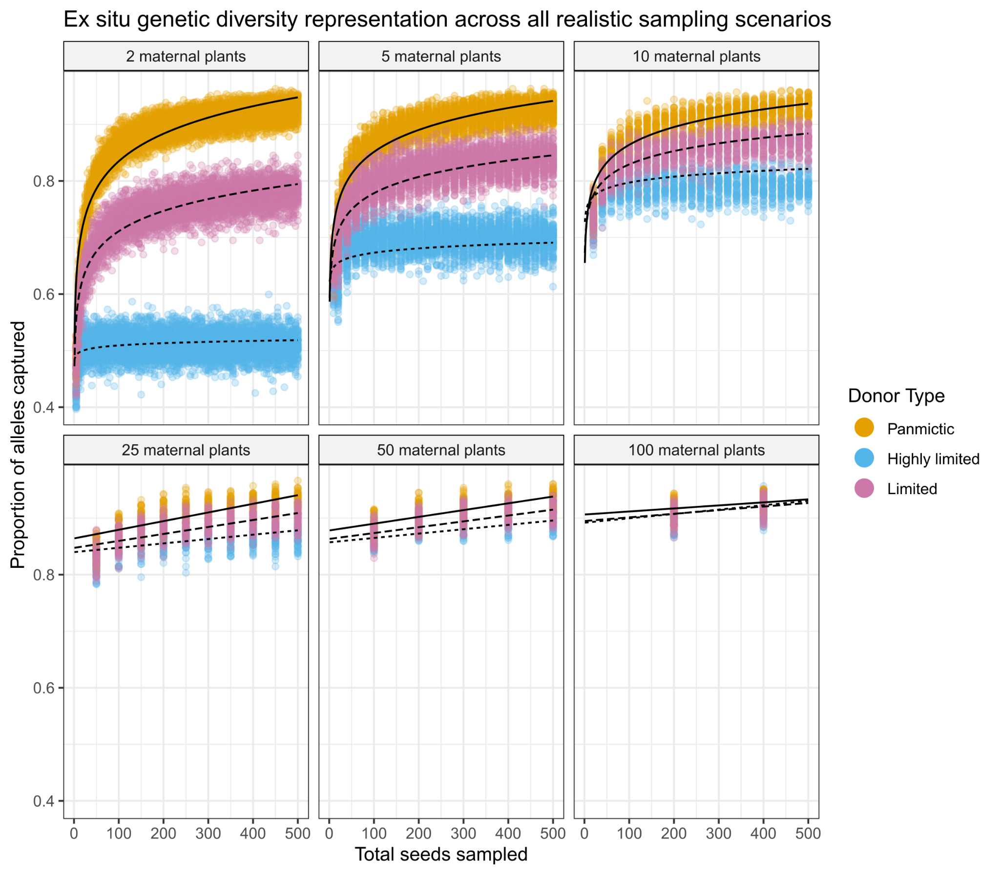 Ex situ genetic diversity representation across all realistic sampling scenarios
2 maternal plants
5 maternal plants
10 maternal plants
0.8
0.6
0.4
25 maternal plants
50 maternal plants
100 maternal plants
0.8
0.6
0.4
0 100 200 300 400 500
0 100 200 300 400 500
0 100 200 300 400 500
Total seeds sampled
Proportion of alleles captured
Donor Type
Panmictic
Highly limited
Limited